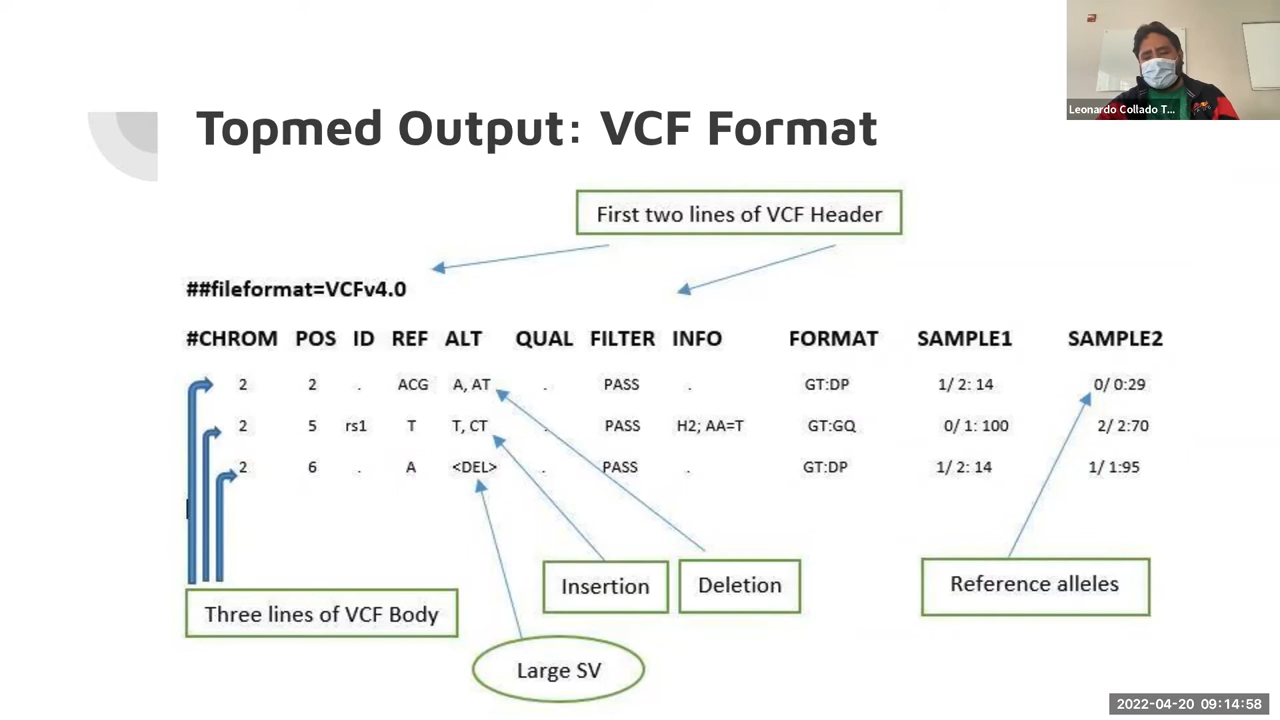 Leonardo Collado T...
Topmed Output: VCF Format
First two lines of VCF Header
##fileformat=VCFv4.0
#CHROM POS ID REF ALT QUAL FILTER INFO FORMAT SAMPLE1 SAMPLE2
2 2 . ACG A, AT . PASS . GT:DP 1/ 2: 14 0/ 0:29
2 5 rs1 T T, CT . PASS H2; AA=T GT:GQ 0/ 1: 100 2/ 2:70
2 6 . A <DEL> . PASS . GT:DP 1/ 2: 14 1/ 1:95
Insertion Deletion Reference alleles
Three lines of VCF Body
Large SV
2022-04-20 09:14:58